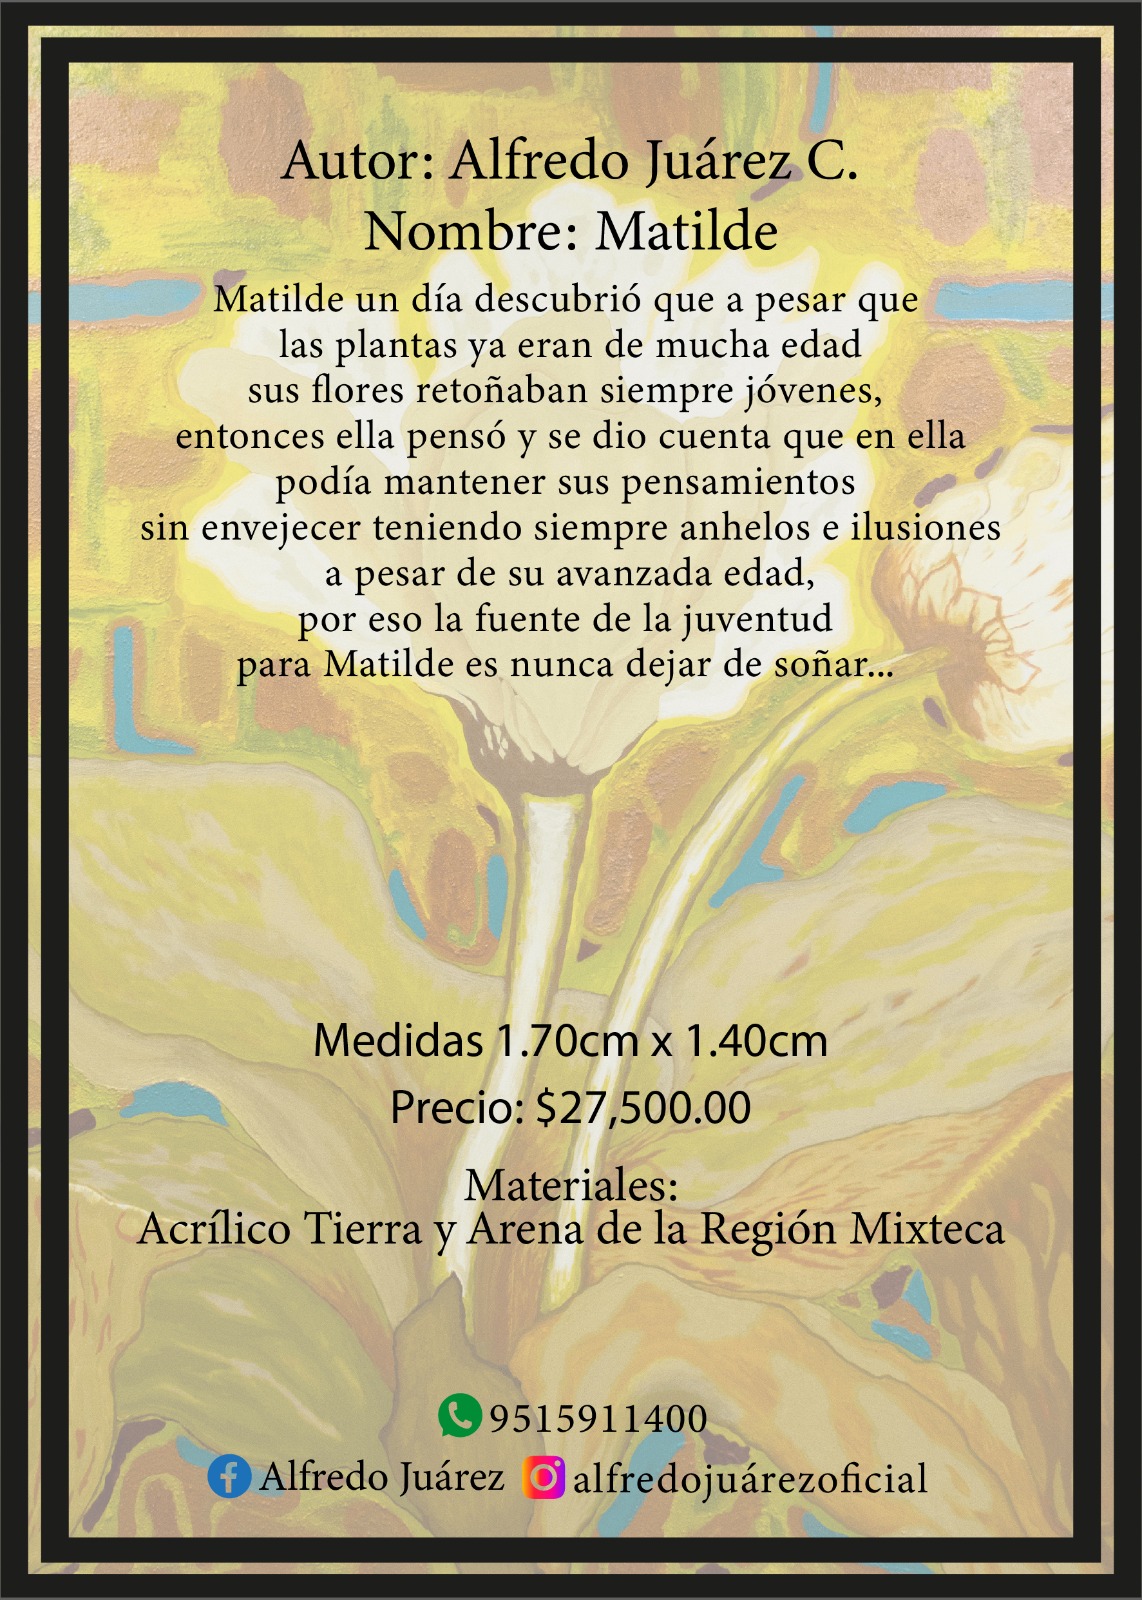 Autor: Alfredo Juárez C.
Nombre: Matilde
Matilde un día descubrió que a pesar que
las plantas ya eran de mucha edad
sus flores retoñaban siempre jóvenes,
entonces ella pensó y se dio cuenta que en ella
podía mantener sus pensamientos
sin envejecer teniendo siempre anhelos e ilusiones
a pesar de su avanzada edad,
por eso la fuente de la juventud
para Matilde es nunca dejar de soñar...
Medidas 1.70cm x 1.40cm
Precio: $27,500.00
Materiales:
Acrílico Tierra y Arena de la Región Mixteca
9515911400
Alfredo Juárez alfredojuárezoficial